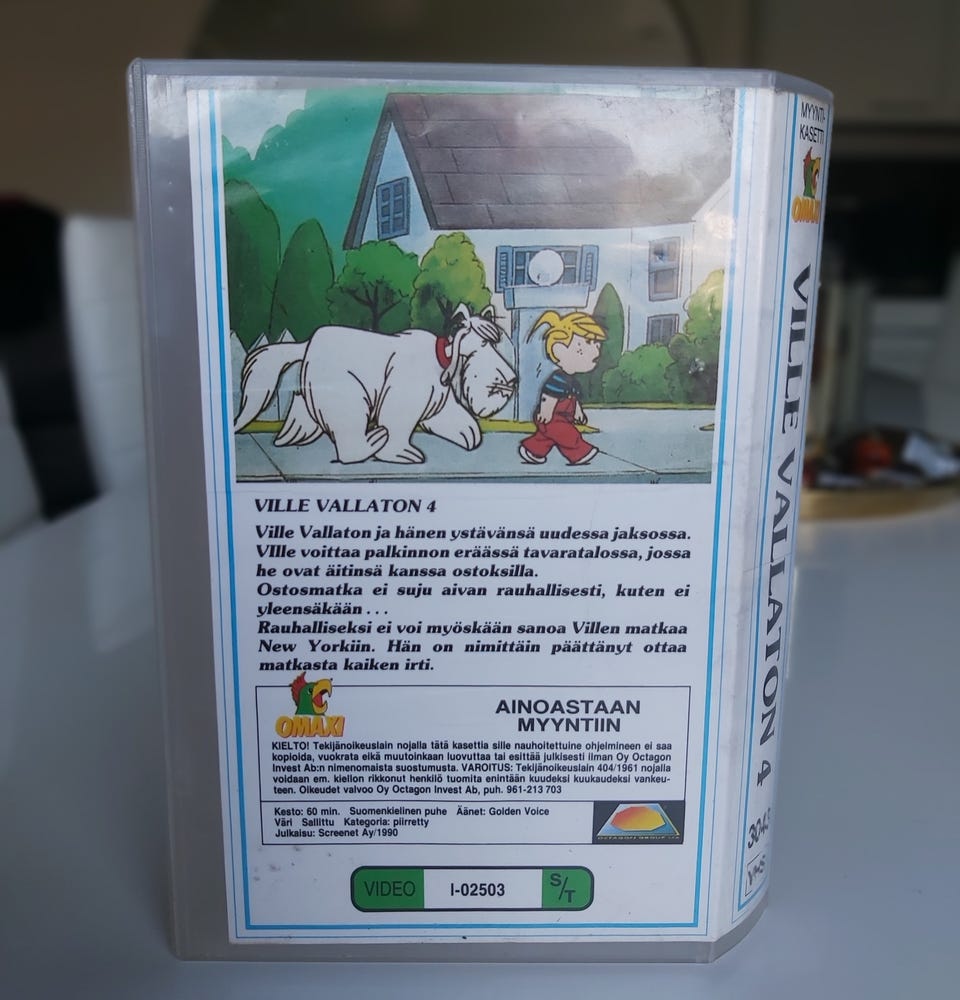 VILLE VALLATON 4
Ville Vallaton ja hänen ystävänsä uudessa jaksossa.
VIlle voittaa palkinnon eräässä tavaratalossa, jossa
he ovat äitinsä kanssa ostoksilla.
Ostosmatka ei suju aivan rauhallisesti, kuten ei
yleensäkään . . .
Rauhalliseksi ei voi myöskään sanoa Villen matkaa
New Yorkiin. Hän on nimittäin päättänyt ottaa
matkasta kaiken irti.
OMAXI
AINOASTAAN
MYYNTIIN
KIELTO! Tekijänoikeuslain nojalla tätä kasettia sille nauhoitettuine ohjelmineen ei saa
kopioida, vuokrata eikä muutoinkaan luovuttaa tai esittää julkisesti ilman Oy Octagon
Invest Ab:n nimenomaista suostumusta. VAROITUS: Tekijänoikeuslain 404/1961 nojalla
voidaan em. kiellon rikkonut henkilö tuomita enintään kuudeksi kuukaudeksi vankeu-
teen. Oikeudet valvoo Oy Octagon Invest Ab, puh. 961-213 703
Kesto: 60 min. Suomenkielinen puhe Äänet: Golden Voice
Väri Sallittu Kategoria: piirretty
Julkaisu: Screenet Ay/1990
OCTAGON GROUP
VIDEO I-02503 S/T
MYYNTI-
KASETTI
OMAXI
VILLE VALLATON 4
VHS